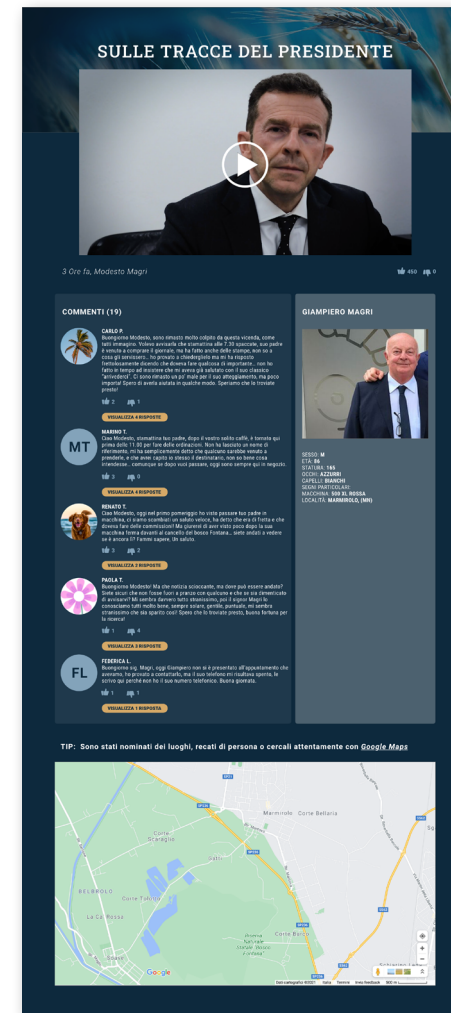 SULLE TRACCE DEL PRESIDENTE
3 Ore fa, Modesto Magri
450 0
COMMENTI (19)
CARLO P.
Buongiorno Modesto, sono rimasto molto colpito da questa vicenda, come
tutti immagino. Volevo avvisarla che stamattina alle 7.30 spaccate, suo padre
è venuto a comprare il giornale, ma ha fatto anche delle stampe, non so a
cosa gli servissero.. ho provato a chiederglielo ma mi ha risposto
frettolosamente dicendo che doveva fare qualcosa di importante... non ho
fatto in tempo ad insistere che mi aveva già salutato con il suo classico
"arrivederci". Ci sono rimasto un po' male per il suo atteggiamento, ma poco
importa! Spero di averla aiutata in qualche modo. Speriamo che lo troviate
presto!
2 1
VISUALIZZA 4 RISPOSTE
MT
MARINO T.
Ciao Modesto, stamattina tuo padre, dopo il vostro solito caffè, è tornato qui
prima delle 11.00 per fare delle ordinazioni. Non ha lasciato un nome di
riferimento, mi ha semplicemente detto che qualcuno sarebbe venuto a
prendere, e che avrei capito io stesso il destinatario, non so bene cosa
intendesse.. comunque se dopo vuoi passare, oggi sono sempre qui in negozio.
3 0
VISUALIZZA 4 RISPOSTE
RENATO T.
Ciao Modesto, oggi nel primo pomeriggio ho visto passare tuo padre in
macchina, ci siamo scambiati un saluto veloce, ha detto che era di fretta e che
doveva fare delle commissioni! Ma giurerei di aver visto poco dopo la sua
macchina ferma davanti al cancello del bosco Fontana... siete andati a vedere
se è ancora lì? Fammi sapere. Un saluto.
3 2
VISUALIZZA 3 RISPOSTE
PAOLA T.
Buongiorno Modesto! Ma che notizia scioccante, ma dove può essere andato?
Siete sicuri che non fosse fuori a pranzo con qualcuno e che se sia dimenticato
di avvisarvi? Mi sembra davvero tutto stranissimo, poi il signor Magri lo
conosciamo tutti molto bene, sempre solare, gentile, puntuale, mi sembra
stranissimo che sia sparito così! Spero che lo troviate presto, buona fortuna per
la ricerca!
1 4
VISUALIZZA 3 RISPOSTE
FL
FEDERICA L.
Buongiorno sig. Magri, oggi Giampiero non si è presentato all'appuntamento che
avevamo, ho provato a contattarlo, ma il suo telefono mi risultava spento, le
scrivo qui perché non ho il suo numero telefonico. Buona giornata.
1 1
VISUALIZZA 1 RISPOSTA
GIAMPIERO MAGRI
SESSO: M
ETÀ: 86
STATURA: 165
OCCHI: AZZURRI
CAPELLI: BIANCHI
SEGNI PARTICOLARI:
MACCHINA: 500 XL ROSSA
LOCALITÀ: MARMIROLO, (MN)
TIP: Sono stati nominati dei luoghi, recati di persona o cercali attentamente con Google Maps
Marmirolo Corte Bellaria
Corte
Scaraglio
BELBROLO
La Ca' Rossa
Corte Bosco
Riserva
Naturale
Fontana"
Soave
Google